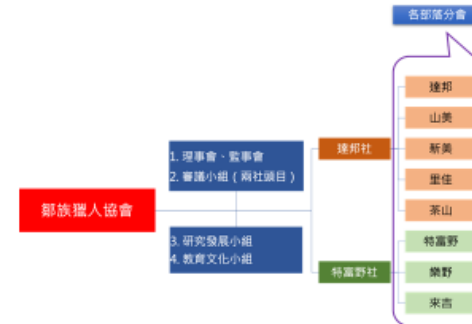 各部落分會
達邦
山美
新美
里佳
茶山
特富野
樂野
來吉
達邦社
特富野社
1. 理事會、監事會
2. 審議小組(兩社頭目)
3. 研究發展小組
4. 教育文化小組
鄒族獵人協會